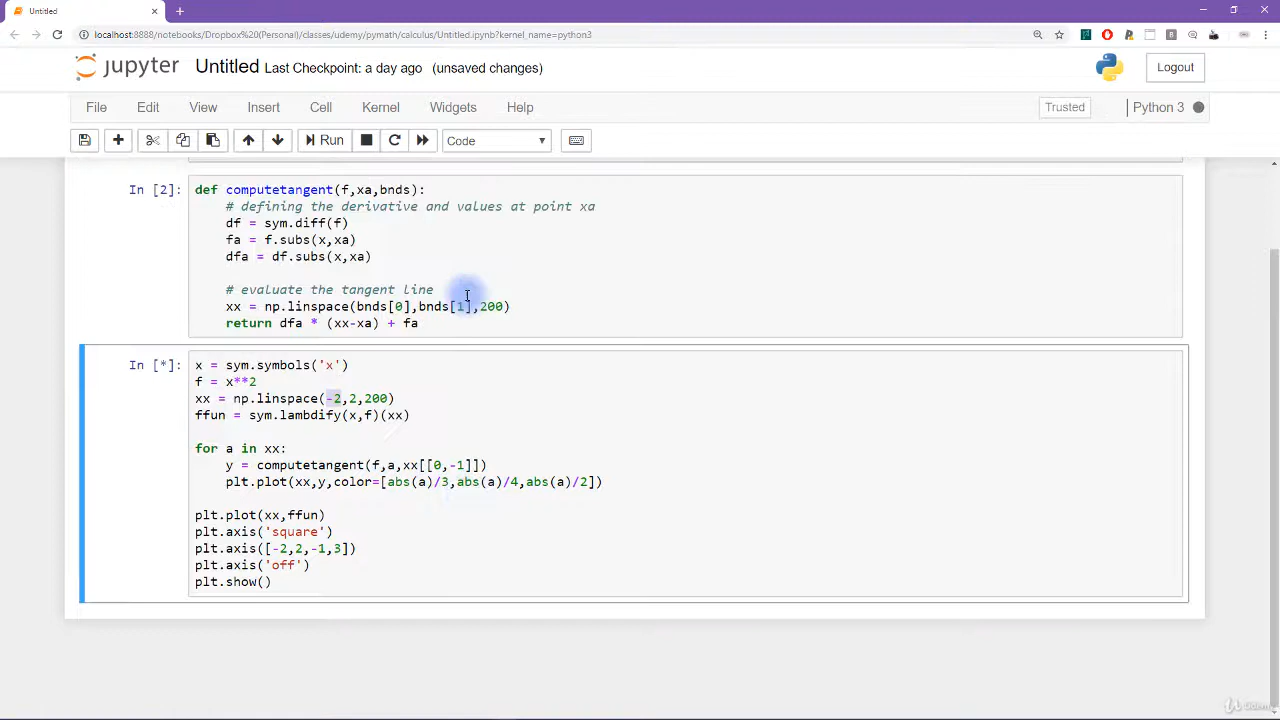 Untitled
localhost:8888/notebooks/Dropbox%20(Personal)/classes/udemy/pymath/calculus/Untitled.ipynb?kernel_name=python3
jupyter Untitled Last Checkpoint: a day ago (unsaved changes) Logout
File Edit View Insert Cell Kernel Widgets Help Trusted Python 3
Run Code
In [2]: def computetangent(f,xa,bnds):
# defining the derivative and values at point xa
df = sym.diff(f)
fa = f.subs(x,xa)
dfa = df.subs(x,xa)
# evaluate the tangent line
xx = np.linspace(bnds[0],bnds[1],200)
return dfa * (xx-xa) + fa
In [*]: x = sym.symbols('x')
f = x**2
xx = np.linspace(-2,2,200)
ffun = sym.lambdify(x,f)(xx)
for a in xx:
y = computetangent(f,a,xx[[0,-1]])
plt.plot(xx,y,color=[abs(a)/3,abs(a)/4,abs(a)/2])
plt.plot(xx,ffun)
plt.axis('square')
plt.axis([-2,2,-1,3])
plt.axis('off')
plt.show()
Udemy